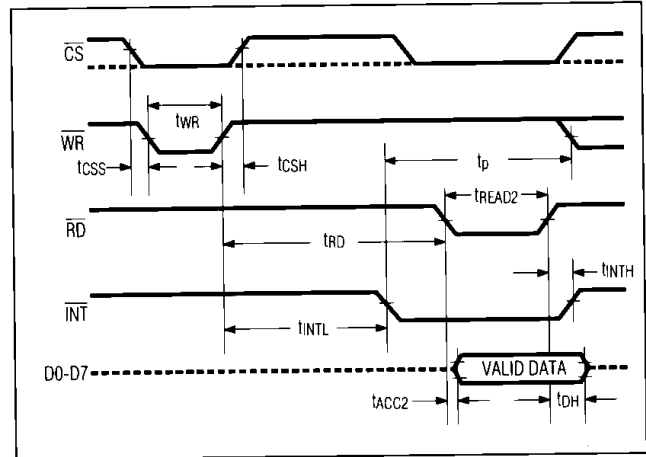 CS
tWR
WR
tCSS
tCSH
tp
tREAD2
RD
tRD
tINTH
INT
tINTL
D0-D7
VALID DATA
tACC2
tDH